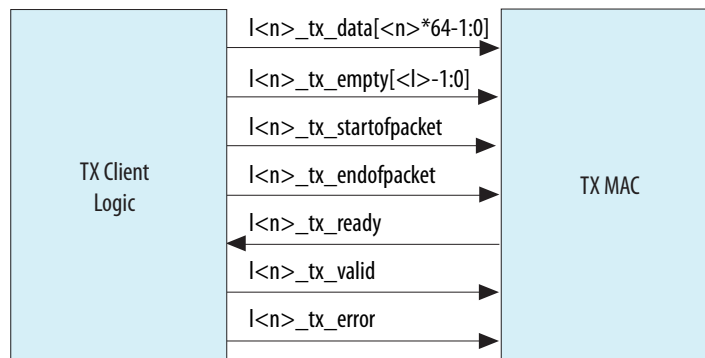 l<n>_tx_data[<n>*64-1:0]
l<n>_tx_empty[<l>-1:0]
l<n>_tx_startofpacket
l<n>_tx_endofpacket
l<n>_tx_ready
l<n>_tx_valid
l<n>_tx_error
TX Client
Logic
TX MAC